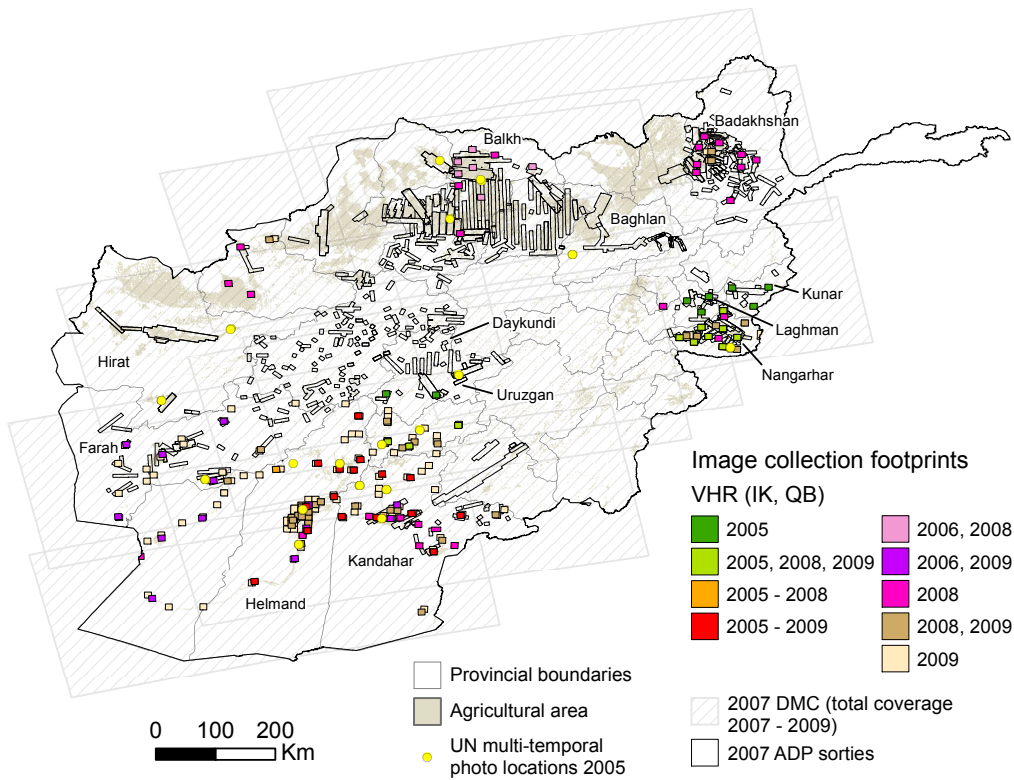 Balkh
Badakhshan
Baghlan
Kunar
Laghman
Daykundi
Hirat
Nangarhar
Uruzgan
Farah
Kandahar
Helmand
Image collection footprints
VHR (IK, QB)
2005
2006, 2008
2005, 2008, 2009
2006, 2009
2005 - 2008
2008
2005 - 2009
2008, 2009
2009
Provincial boundaries
Agricultural area
UN multi-temporal
photo locations 2005
2007 DMC (total coverage
2007 - 2009)
2007 ADP sorties
0 100 200
Km